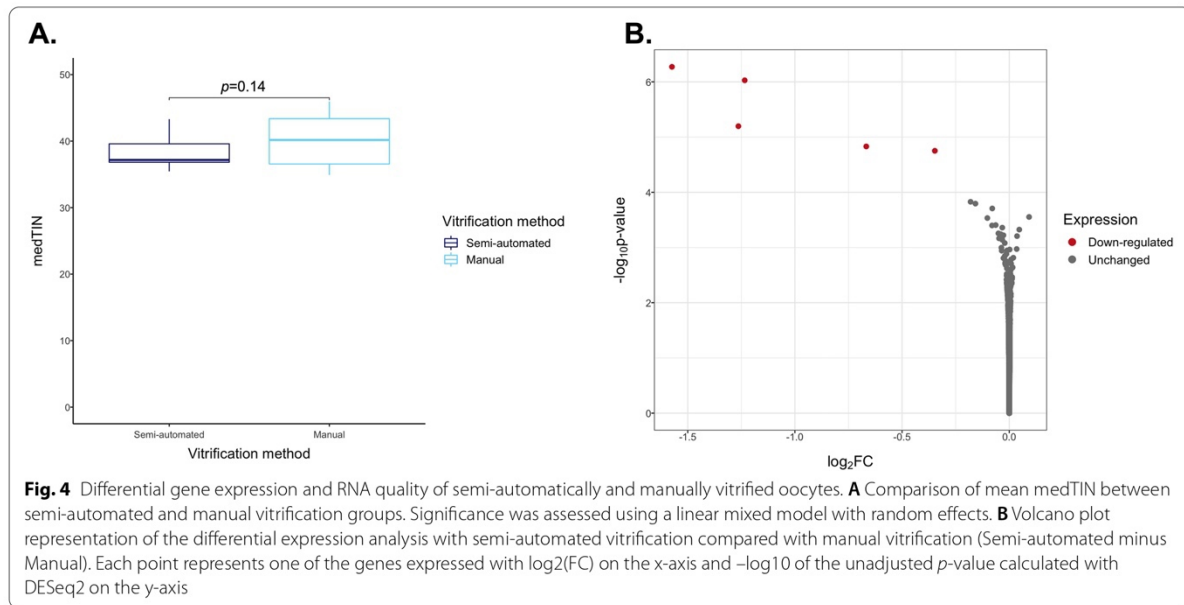 A.
50
40
30
20
10
0
medTIN
p=0.14
Semi-automated
Manual
Vitrification method
Vitrification method
Semi-automated
Manual
B.
6
4
2
0
-log10p-value
-1.5
-1.0
-0.5
0.0
log2FC
Expression
Down-regulated
Unchanged
Fig. 4 Differential gene expression and RNA quality of semi-automatically and manually vitrified oocytes. A Comparison of mean medTIN between
semi-automated and manual vitrification groups. Significance was assessed using a linear mixed model with random effects. B Volcano plot
representation of the differential expression analysis with semi-automated vitrification compared with manual vitrification (Semi-automated minus
Manual). Each point represents one of the genes expressed with log2(FC) on the x-axis and –log10 of the unadjusted p-value calculated with
DESeq2 on the y-axis